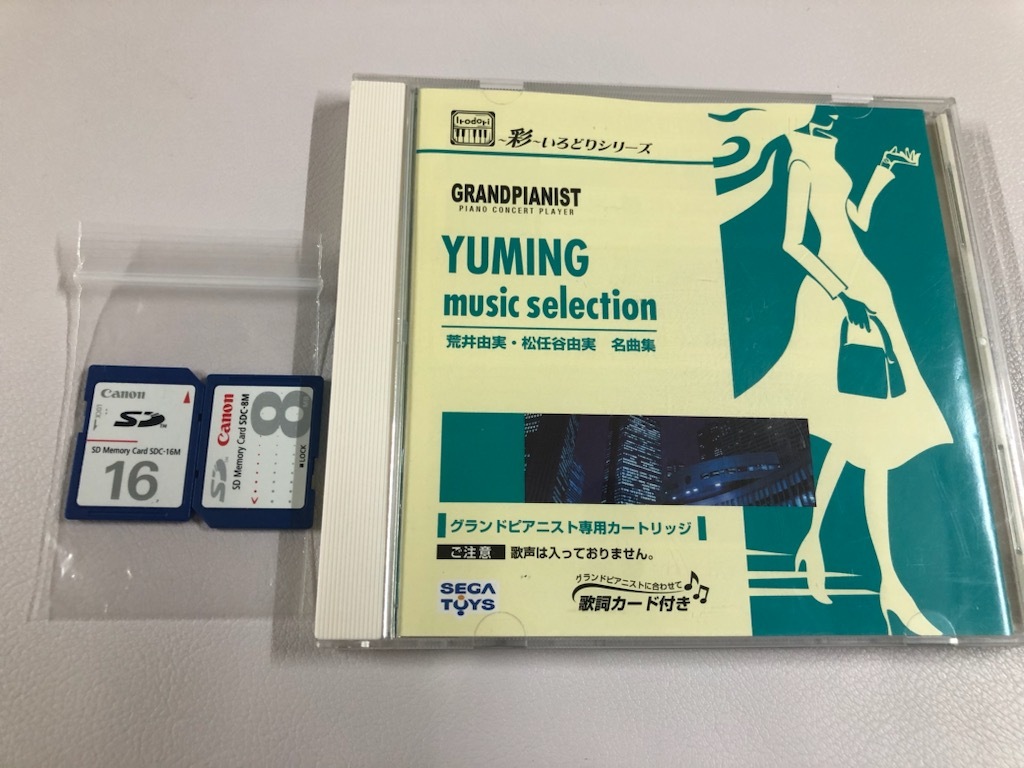 Canon
SD
TM
SD Memory Card SDC-16M
16
SD
Canon
SD Memory Card SDC-8M
8
LOCK
Irodori
～彩～いろどりシリーズ
GRANDPIANIST
PIANO CONCERT PLAYER
YUMING
music selection
荒井由実・松任谷由実 名曲集
グランドピアニスト専用カートリッジ
ご注意 歌声は入っておりません。
SEGA
TOYS
グランドピアニストに合わせて
歌詞カード付き